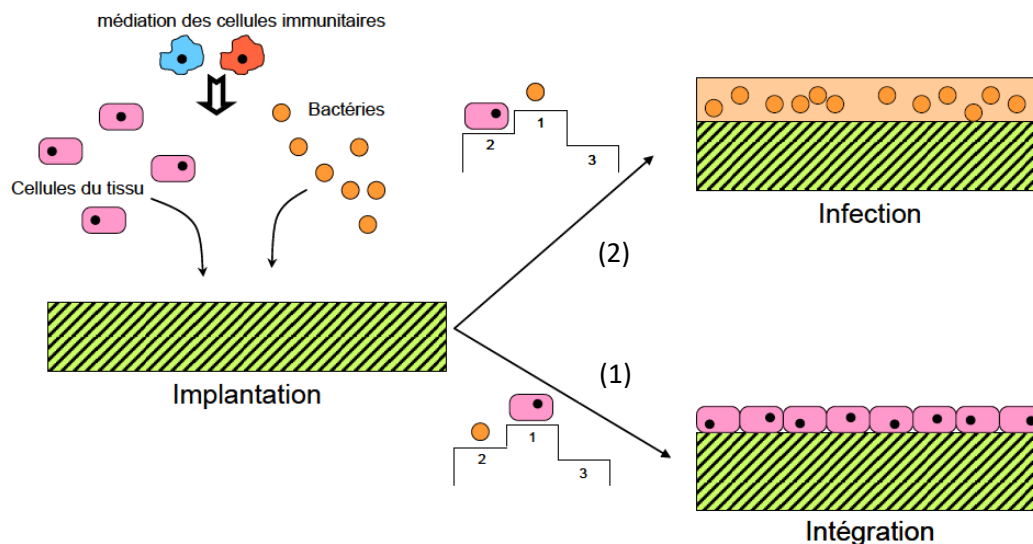 médiation des cellules immunitaires
Bactéries
Cellules du tissu
Implantation
1
2
3
(2)
Infection
(1)
1
2
3
Intégration